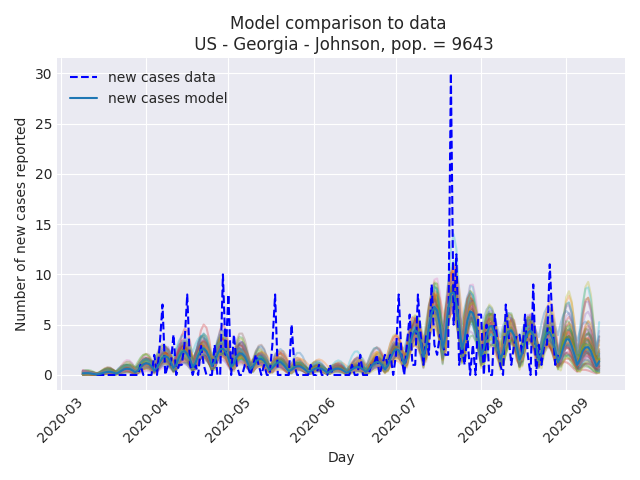 Model comparison to data
US - Georgia - Johnson, pop. = 9643
new cases data
new cases model
Number of new cases reported
30
25
20
15
10
5
0
2020-03
2020-04
2020-05
2020-06
2020-07
2020-08
2020-09
Day